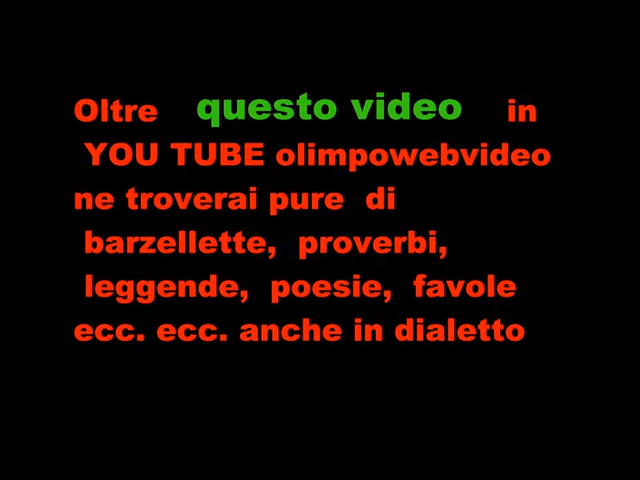 Oltre questo video in
YOU TUBE olimpowebvideo
ne troverai pure di
barzellette, proverbi,
leggende, poesie, favole
ecc. ecc. anche in dialetto